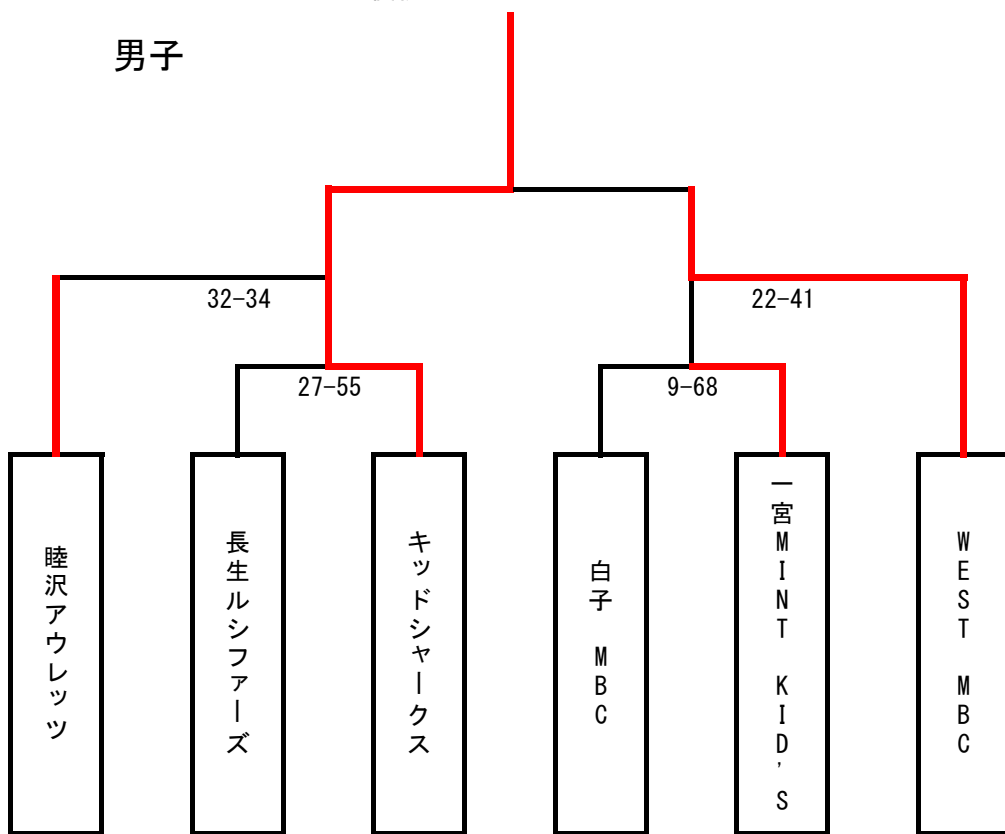 男子
32-34
22-41
27-55
9-68
睦沢アウレッツ
長生ルシファーズ
キッドシャークス
白子 MBC
一宮MINT KID'S
WEST MBC